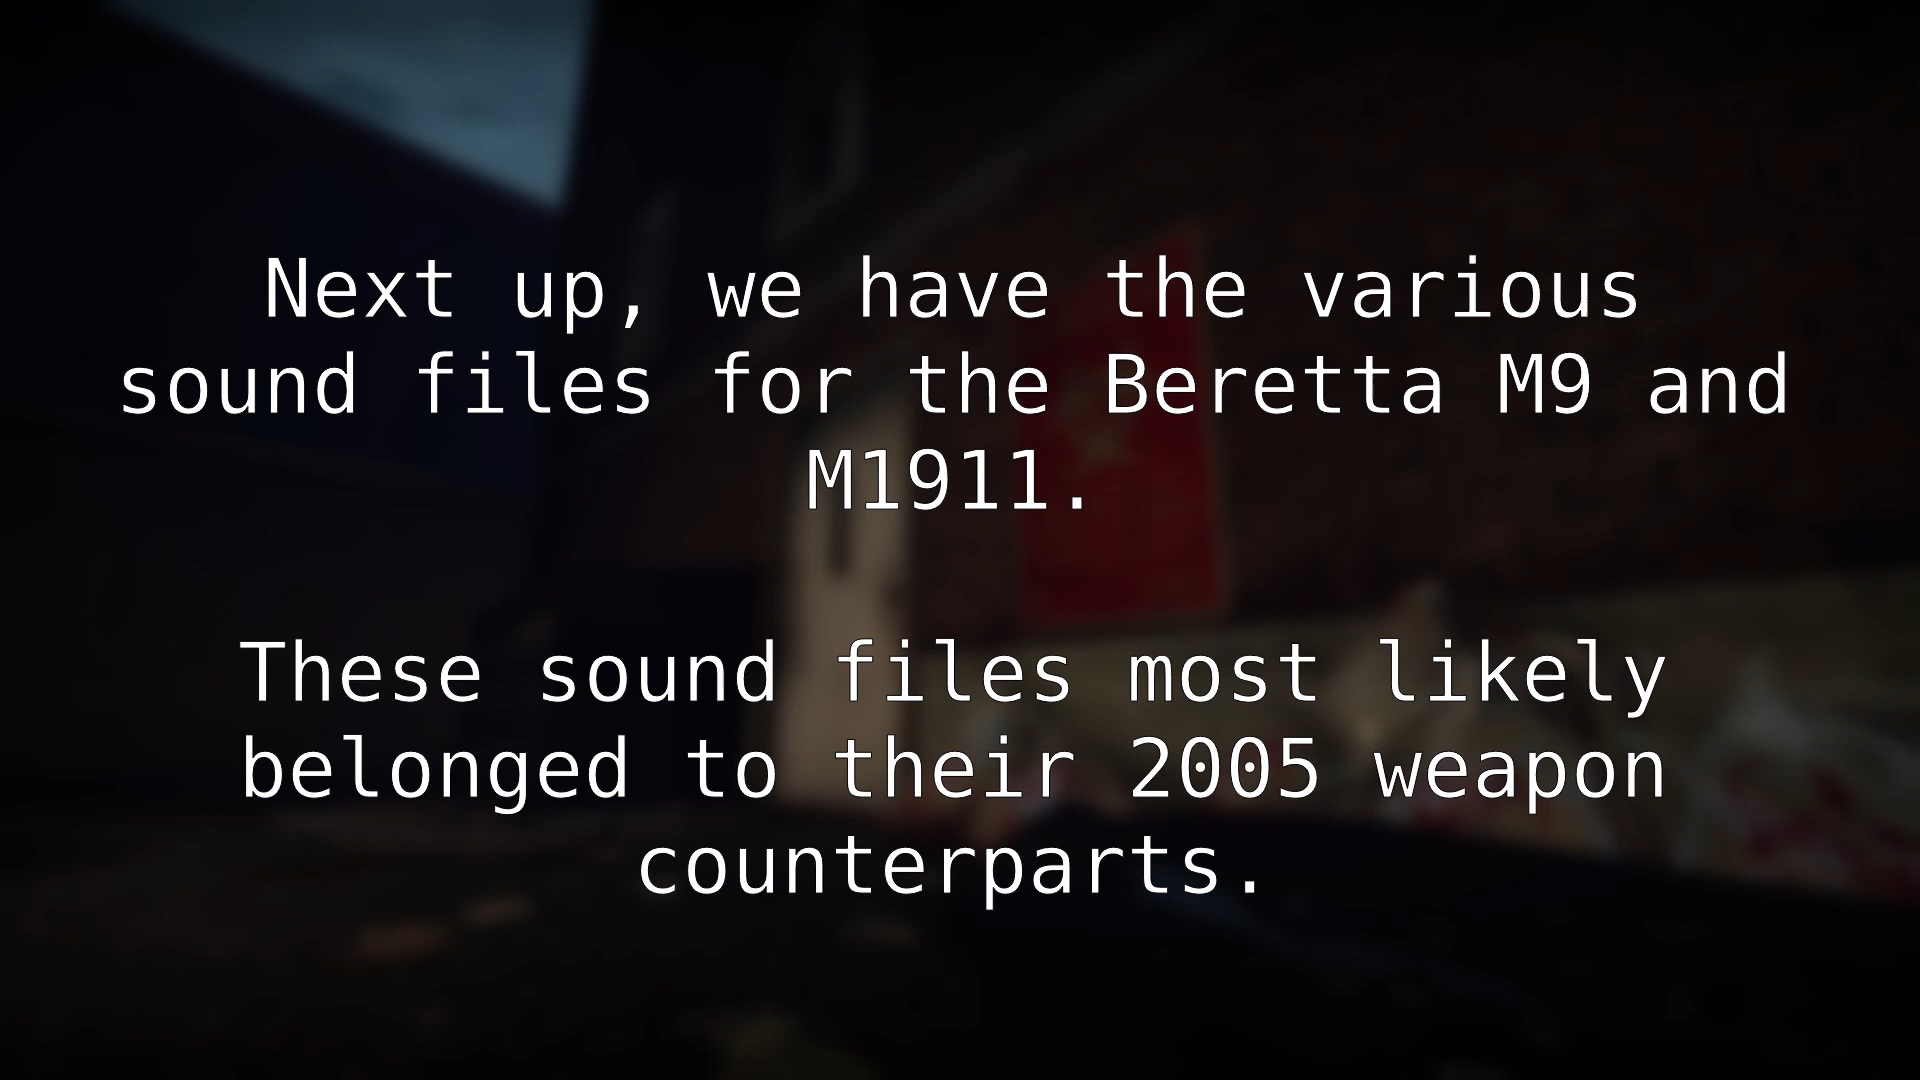 Next up, we have the various
sound files for the Beretta M9 and
M1911.
These sound files most likely
belonged to their 2005 weapon
counterparts.